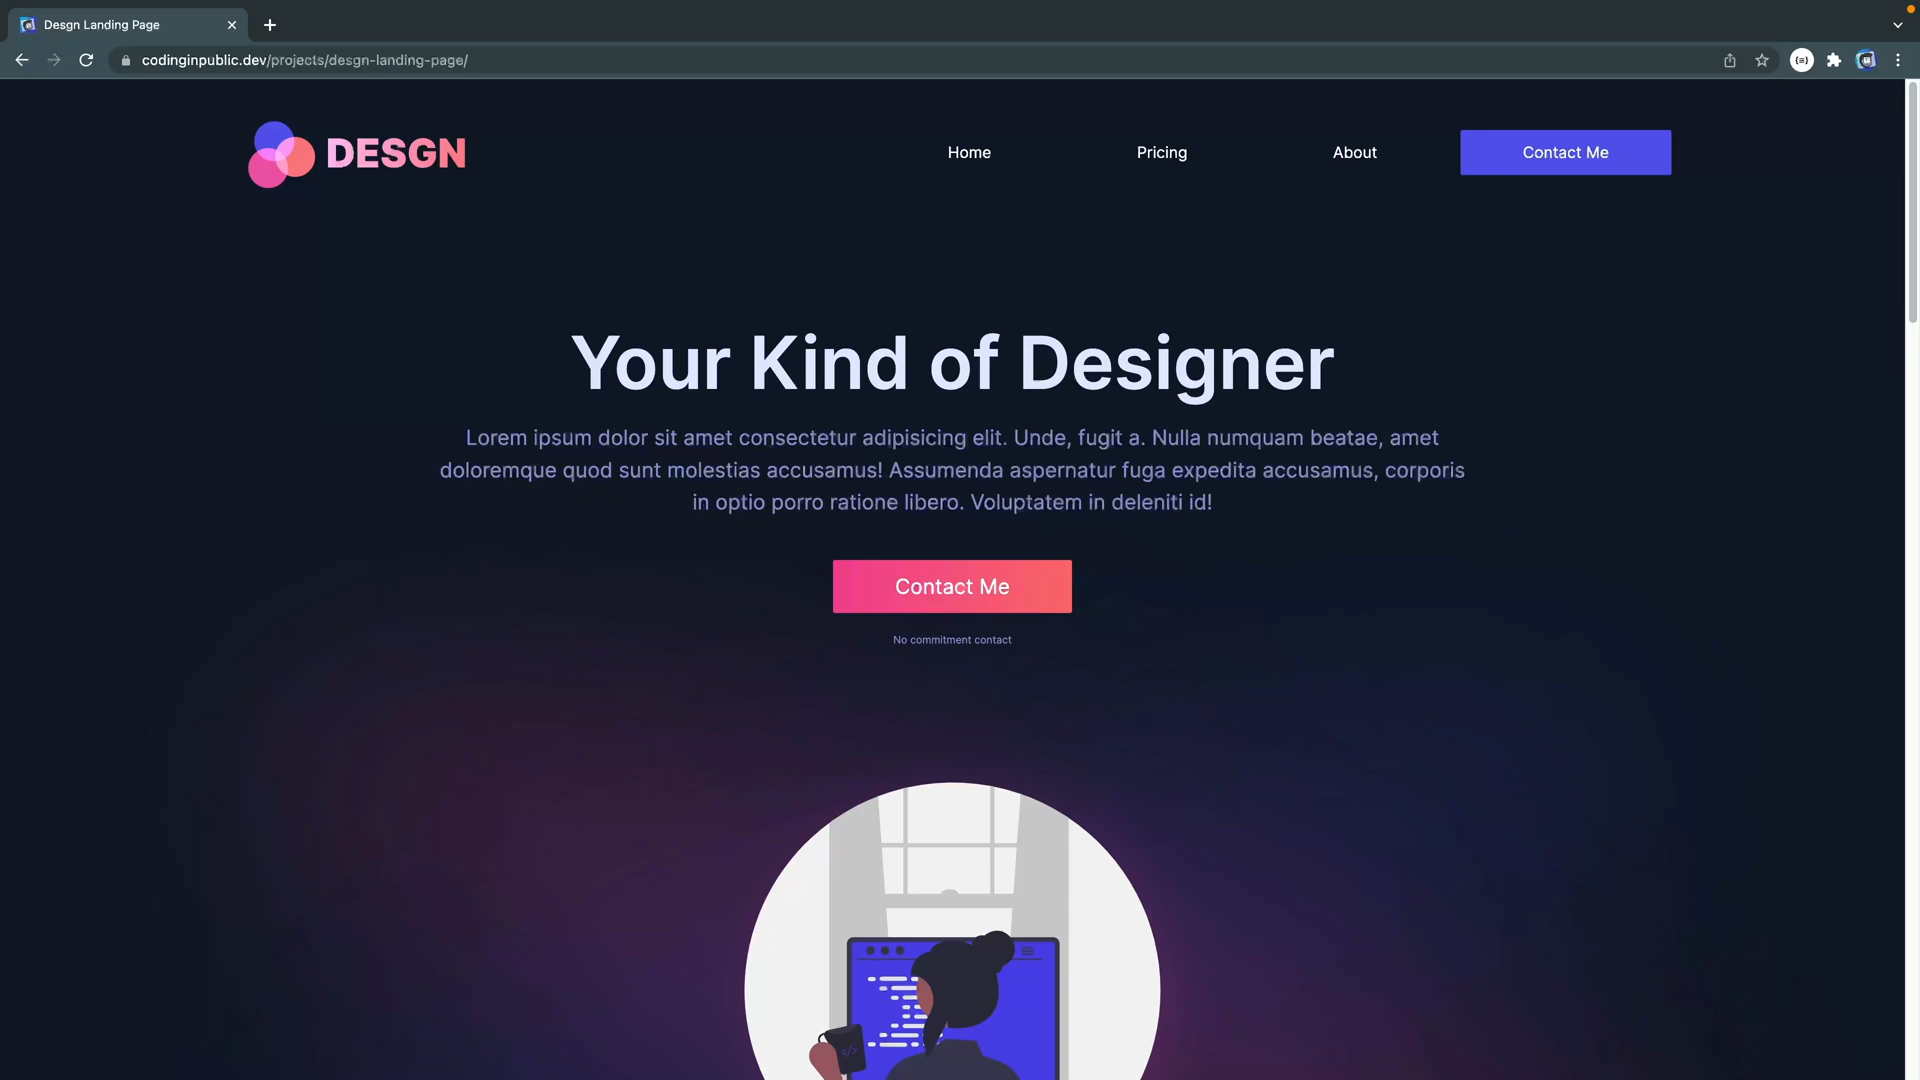 Desgn Landing Page
codinginpublic.dev/projects/desgn-landing-page/
DESGN
Home
Pricing
About
Contact Me
Your Kind of Designer
Lorem ipsum dolor sit amet consectetur adipisicing elit. Unde, fugit a. Nulla numquam beatae, amet
doloremque quod sunt molestias accusamus! Assumenda aspernatur fuga expedita accusamus, corporis
in optio porro ratione libero. Voluptatem in deleniti id!
Contact Me
No commitment contact